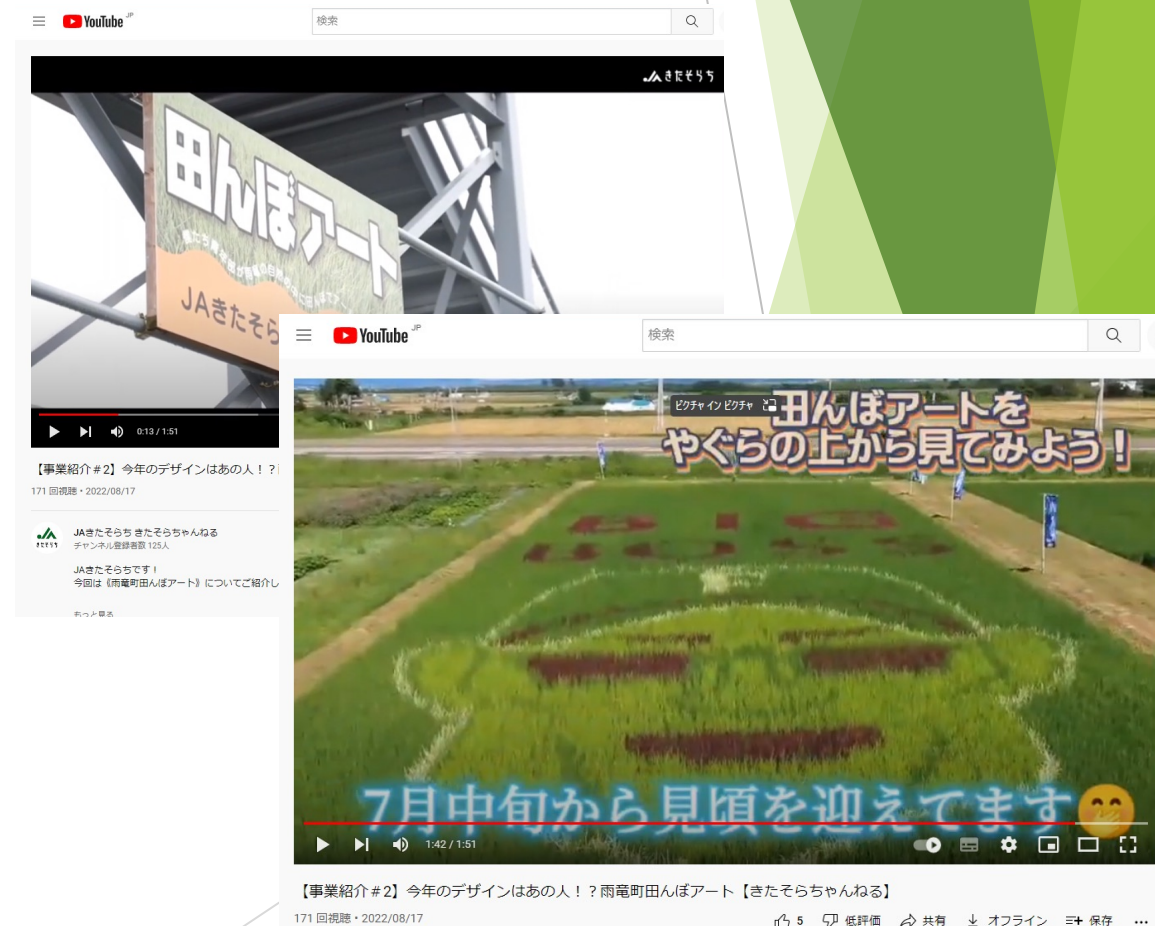 YouTube JP
検索
JAきたそらち
田んぼアート
JAきたそら
0:13 / 1:51
【事業紹介＃2】今年のデザインはあの人！？
171 回視聴・2022/08/17
JAきたそらち きたそらちゃんねる
チャンネル登録者数 125人
JAきたそらちです！
今回は《雨竜町田んぼアート》についてご紹介し
もっと見る
YouTube JP
検索
ピクチャ イン ピクチャ
田んぼアートを
やぐらの上から見てみよう！
7月中旬から見頃を迎えてます
1:42 / 1:51
【事業紹介＃2】今年のデザインはあの人！？雨竜町田んぼアート【きたそらちゃんねる】
171 回視聴・2022/08/17
5 低評価 共有 オフライン 保存 …